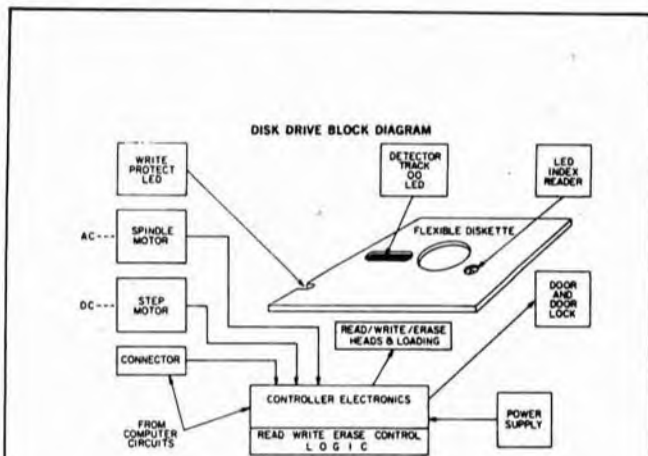 DISK DRIVE BLOCK DIAGRAM
WRITE
PROTECT
LED
DETECTOR
TRACK
OO
LED
LED
INDEX
READER
FLEXIBLE DISKETTE
AC---
SPINDLE
MOTOR
DC---
STEP
MOTOR
DOOR
AND
DOOR
LOCK
READ/WRITE/ERASE
HEADS & LOADING
CONNECTOR
CONTROLLER ELECTRONICS
FROM
COMPUTER
CIRCUITS
READ WRITE ERASE CONTROL
LOGIC
POWER
SUPPLY